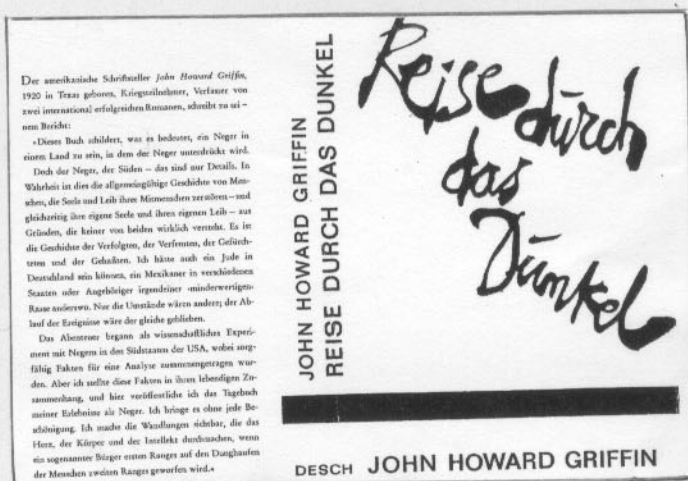 Der amerikanische Schriftsteller John Howard Griffin,
1920 in Texas geboren, Kriegsteilnehmer, Verfasser von
zwei international erfolgreichen Romanen, schreibt zu sei-
nem Bericht:
»Dieses Buch schildert, was es bedeutet, ein Neger in
einem Land zu sein, in dem der Neger unterdrückt wird.
Doch der Neger, der Süden – das sind nur Details. In
Wahrheit ist dies die allgemeingültige Geschichte von Men-
schen, die Seele und Leib ihrer Mitmenschen zerstören – und
gleichzeitig ihre eigene Seele und ihren eigenen Leib – aus
Gründen, die keiner von beiden wirklich versteht. Es ist
die Geschichte der Verfolgten, der Verfemten, der Gefürch-
teten und der Gehaßten. Ich hätte auch ein Jude in
Deutschland sein können, ein Mexikaner in verschiedenen
Staaten oder Angehöriger irgendeiner ›minderwertigen‹
Rasse anderswo. Nur die Umstände wären anders; der Ab-
lauf der Ereignisse wäre der gleiche geblieben.
Das Abenteuer begann als wissenschaftliches Experi-
ment mit Negern in den Südstaaten der USA, wobei sorg-
fältig Fakten für eine Analyse zusammengetragen wur-
den. Aber ich stellte diese Fakten in ihren lebendigen Zu-
sammenhang, und hier veröffentliche ich das Tagebuch
meiner Erlebnisse als Neger. Ich bringe es ohne jede Be-
schönigung. Ich mache die Wandlungen sichtbar, die das
Herz, der Körper und der Intellekt durchmachen, wenn
ein sogenannter Bürger ersten Ranges auf den Dunghaufen
der Menschen zweiten Ranges geworfen wird.«
JOHN HOWARD GRIFFIN
REISE DURCH DAS DUNKEL
Reise durch
das
Dunkel
DESCH JOHN HOWARD GRIFFIN